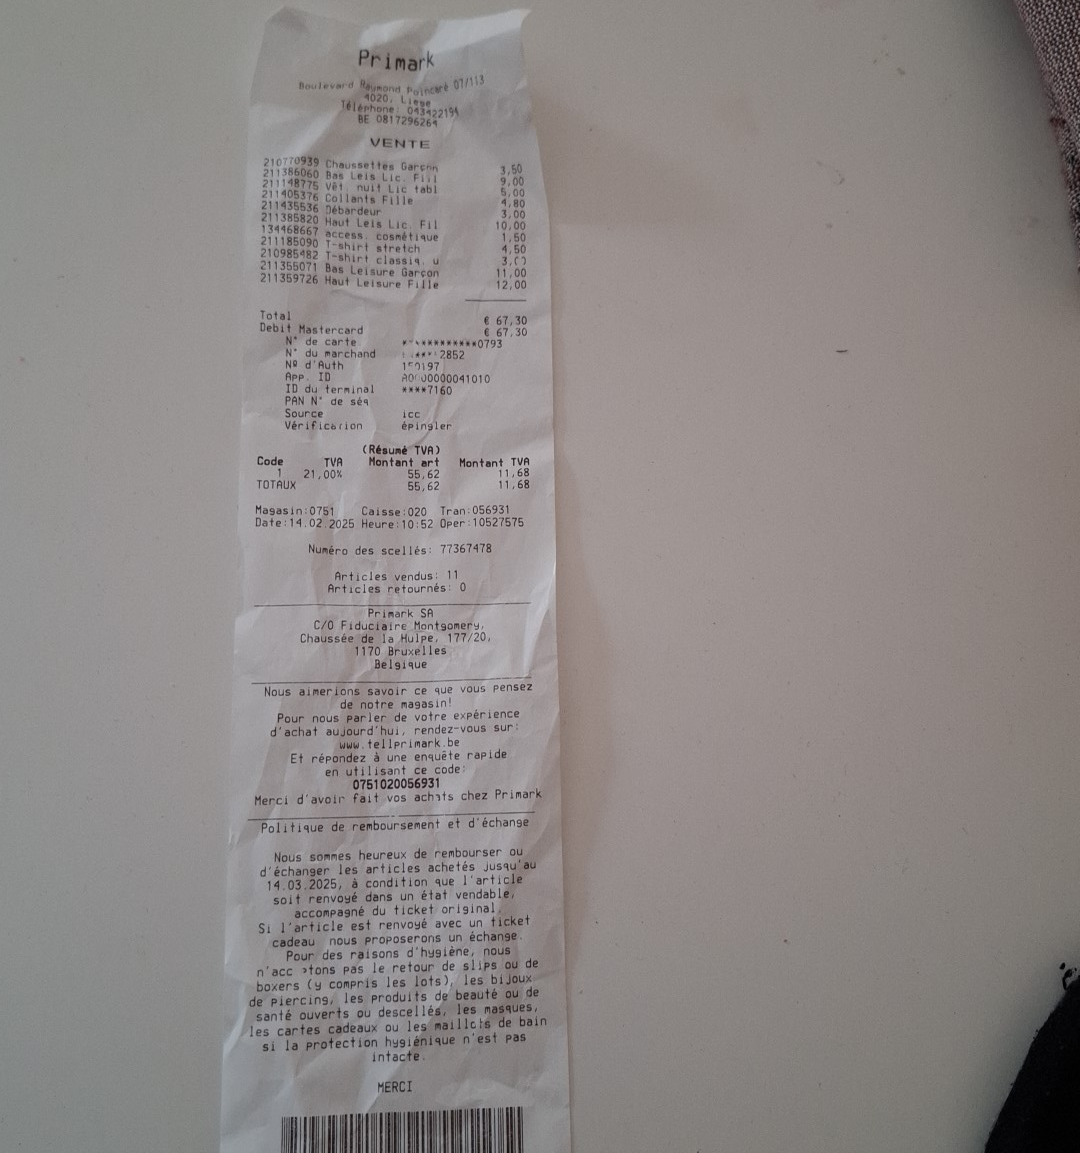 Primark
Boulevard Raymond Poincaré 07/113
4020, Liege
Téléphone: 043422194
BE 0817296264
VENTE
210770939 Chaussettes Garçon 3,50
211386060 Bas Leis Lic. Fill 9,00
211148775 Vêt. nuit Lic tabl 5,00
211405376 Collants Fille 4,80
211435536 Débardeur 3,00
211385820 Haut Leis Lic. Fil 10,00
134468667 access. cosmétique 1,50
211185090 T-shirt stretch 4,50
210985482 T-shirt classiq. u 3,00
211355071 Bas Leisure Garçon 11,00
211359726 Haut Leisure Fille 12,00
Total € 67,30
Debit Mastercard € 67,30
N° de carte ************0793
N° du marchand 2852
Nº d'Auth
App. ID A0000000041010
ID du terminal ****7160
PAN N° de séq
Source icc
Vérification épingler
(Résumé TVA)
Code TVA Montant art Montant TVA
1 21,00% 55,62 11,68
TOTAUX 55,62 11,68
Magasin:0751 Caisse:020 Tran:056931
Date:14.02.2025 Heure:10:52 Oper:10527575
Numéro des scellés: 77367478
Articles vendus: 11
Articles retournés: 0
Primark SA
C/O Fiduciaire Montgomery,
Chaussée de la Hulpe, 177/20,
1170 Bruxelles
Belgique
Nous aimerions savoir ce que vous pensez
de notre magasin!
Pour nous parler de votre expérience
d'achat aujourd'hui, rendez-vous sur:
www.tellprimark.be
Et répondez à une enquête rapide
en utilisant ce code:
0751020056931
Merci d'avoir fait vos achats chez Primark
Politique de remboursement et d'échange
Nous sommes heureux de rembourser ou
d'échanger les articles achetés jusqu'au
14.03.2025, à condition que l'article
soit renvoyé dans un état vendable,
accompagné du ticket original.
Si l'article est renvoyé avec un ticket
cadeau nous proposerons un échange.
Pour des raisons d'hygiène, nous
n'acceptons pas le retour de slips ou de
boxers (y compris les lots), les bijoux
de piercing, les produits de beauté ou de
santé ouverts ou descellés, les masques,
les cartes cadeaux ou les maillots de bain
si la protection hygiénique n'est pas
intacte.
MERCI